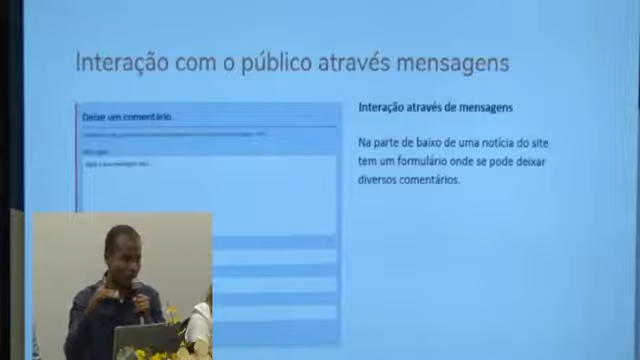 Interação com o público através mensagens
Deixe um comentário
Interação através de mensagens
Na parte de baixo de uma notícia do site
tem um formulário onde se pode deixar
diversos comentários.